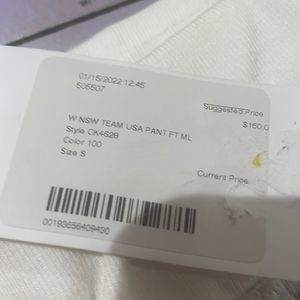 01/15/2022 12:45
505507
Suggested Price
$150.0
W NSW TEAM USA PANT FT ML
Style CK4628
Color 100
Size S
Current Price
00193656409430